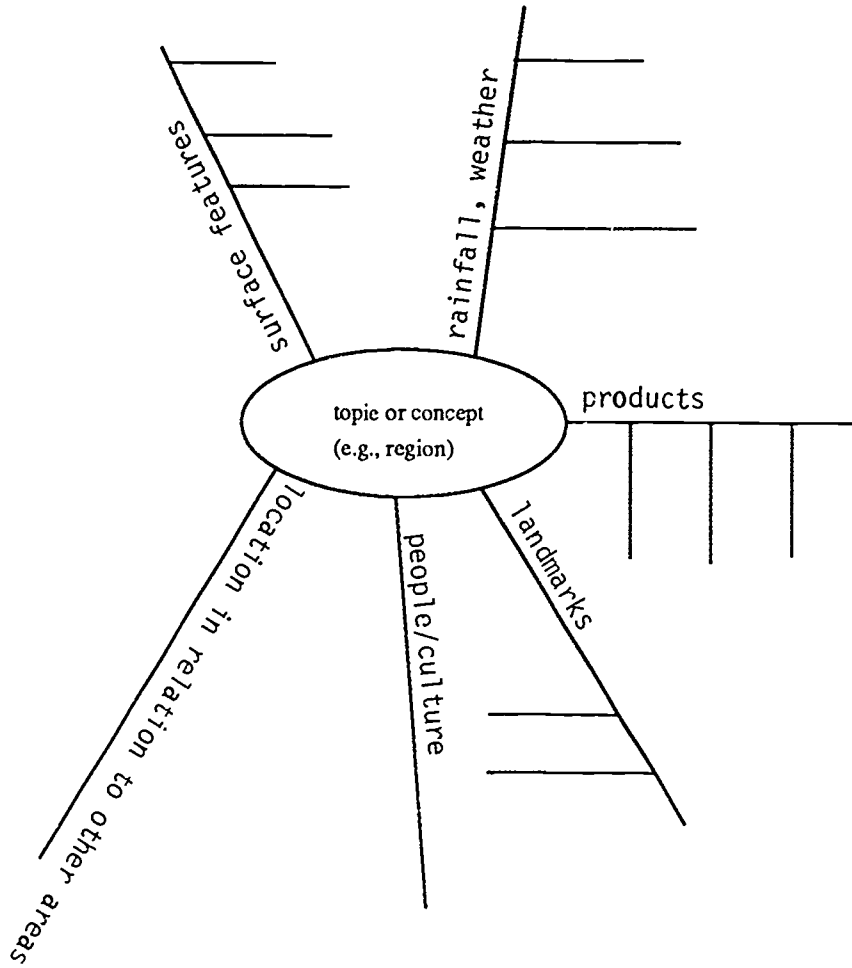 surface features
rainfall, weather
topic or concept
(e.g., region)
products
landmarks
people/culture
location in relation to other areas